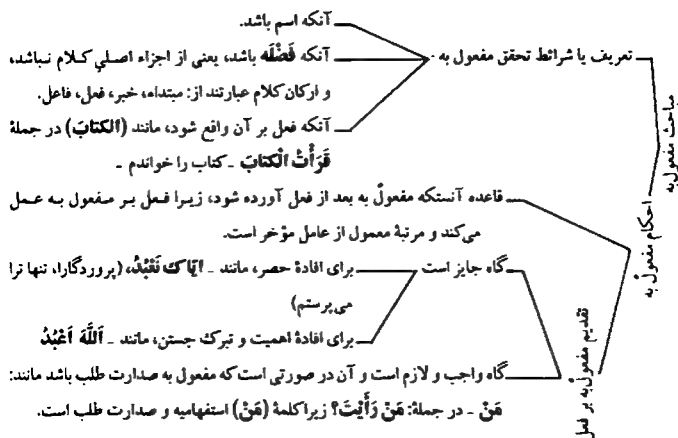 مباحث مفعول‌به
تعریف یا شرائط تحقق مفعول به -
آنکه اسم باشد.
آنکه فَضْلَه باشد، یعنی از اجزاء اصلیِ کلام نباشد،
و ارکان کلام عبارتند از: مبتداء، خبر، فعل، فاعل.
آنکه فعل بر آن واقع شود، مانند (الکتابَ) در جملهٔ
قَرَأْتُ الْکتابَ ـ کتاب را خواندم -
احکام مفعولٌ به
قاعده آنستکه مفعولٌ به بعد از فعل آورده شود، زیرا فعل بر مفعول به عمل
می‌کند و مرتبهٔ معمول از عامل مؤخر است.
تقدیم مفعولٌ‌به بر فعل
گاه جایز است
برای افادهٔ حصر، مانند ـ اِیّاکَ نَعْبُدُ، (پروردگارا، تنها ترا
می‌پرستم)
برای افادهٔ اهمیت و تبرک جستن، مانند ـ اَللّٰهَ اَعْبُدُ
گاه واجب و لازم است و آن در صورتی است که مفعول به صدارت طلب باشد مانند:
مَنْ ـ در جملهٔ: مَنْ رَأَیْتَ؟ زیرا کلمهٔ (مَنْ) استفهامیه و صدارت طلب است.